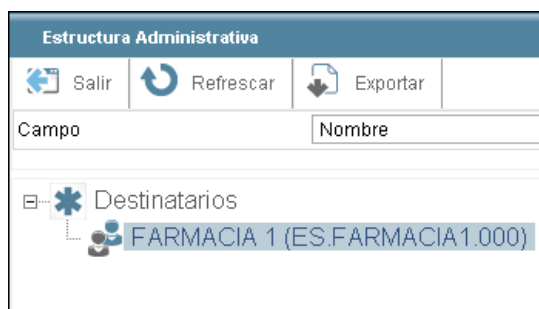 Estructura Administrativa
Salir Refrescar Exportar
Campo Nombre
Destinatarios
FARMACIA 1 (ES.FARMACIA1.000)